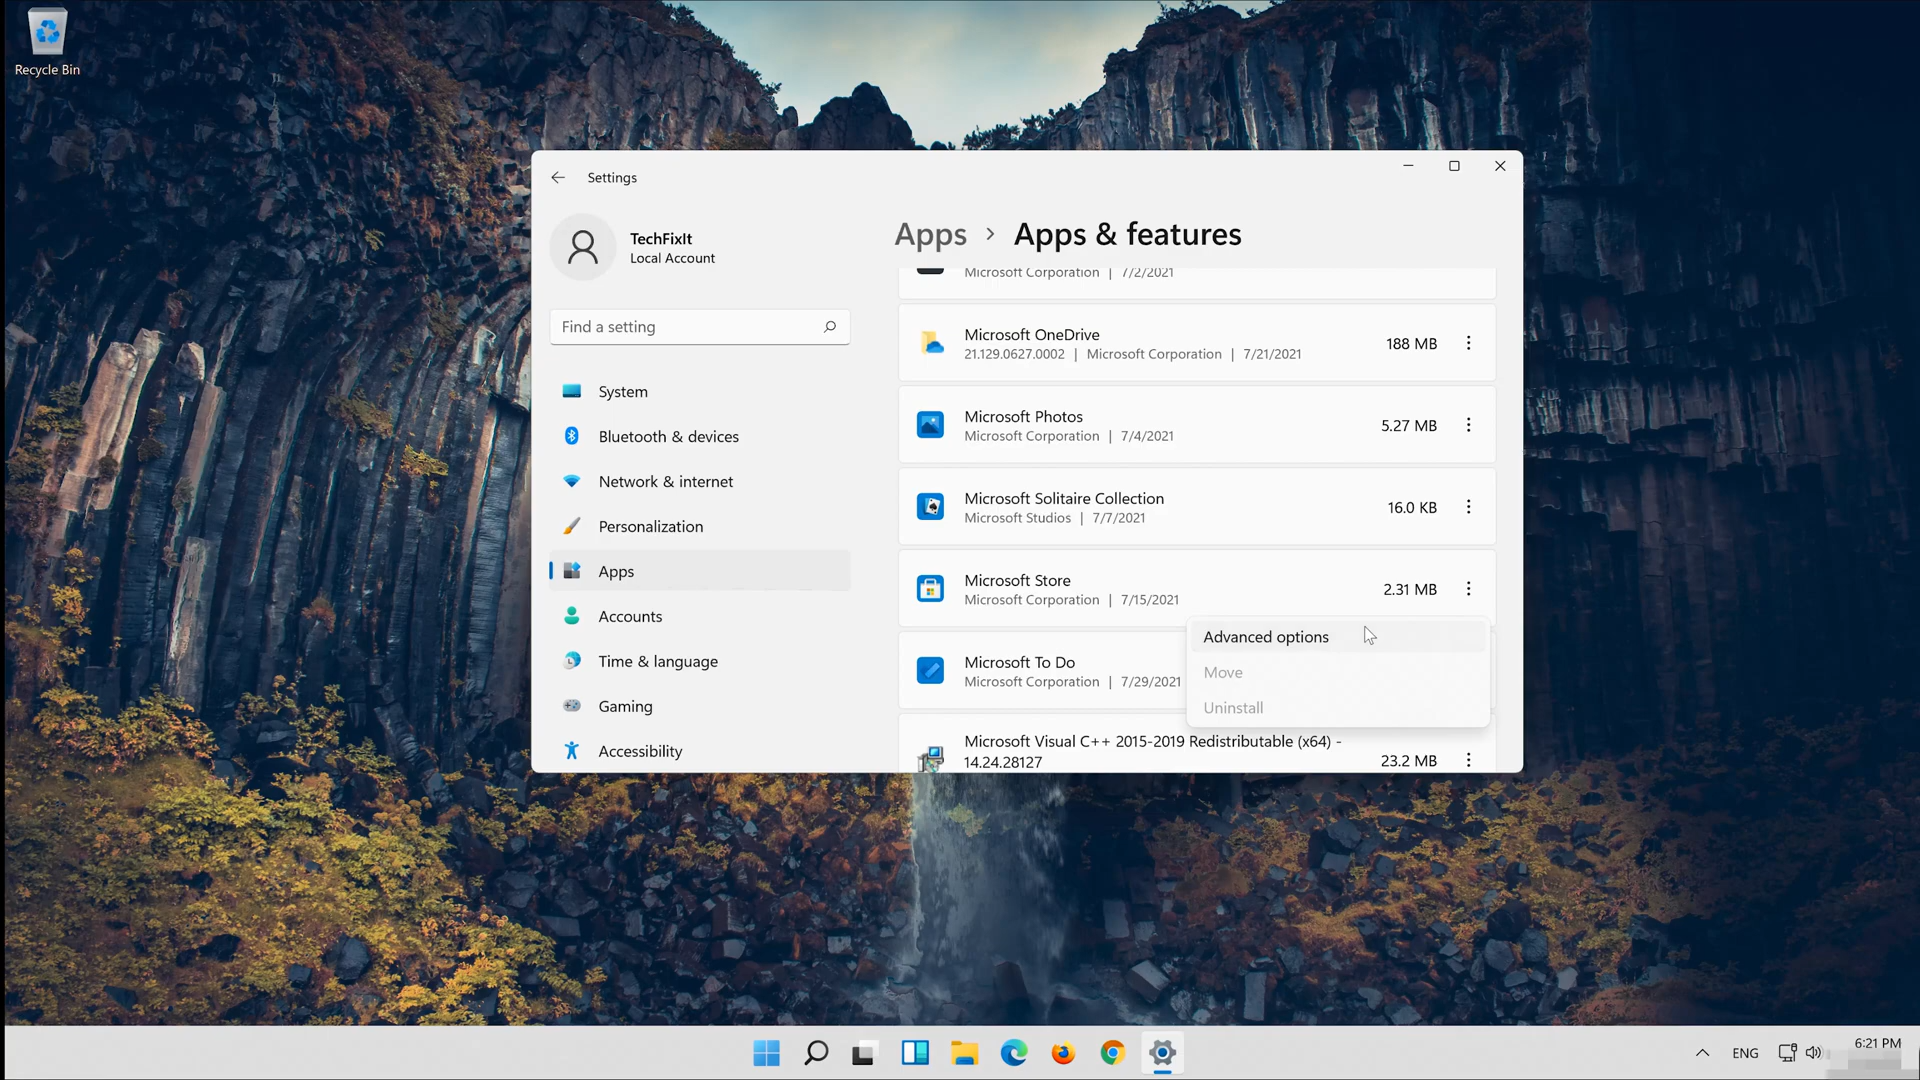 Recycle Bin
Settings
TechFixIt
Local Account
Find a setting
System
Bluetooth & devices
Network & internet
Personalization
Apps
Accounts
Time & language
Gaming
Accessibility
Apps > Apps & features
Microsoft Corporation | 7/2/2021
Microsoft OneDrive
21.129.0627.0002 | Microsoft Corporation | 7/21/2021
188 MB
Microsoft Photos
Microsoft Corporation | 7/4/2021
5.27 MB
Microsoft Solitaire Collection
Microsoft Studios | 7/7/2021
16.0 KB
Microsoft Store
Microsoft Corporation | 7/15/2021
2.31 MB
Advanced options
Move
Uninstall
Microsoft To Do
Microsoft Corporation | 7/29/2021
Microsoft Visual C++ 2015-2019 Redistributable (x64) -
14.24.28127
23.2 MB
ENG
6:21 PM